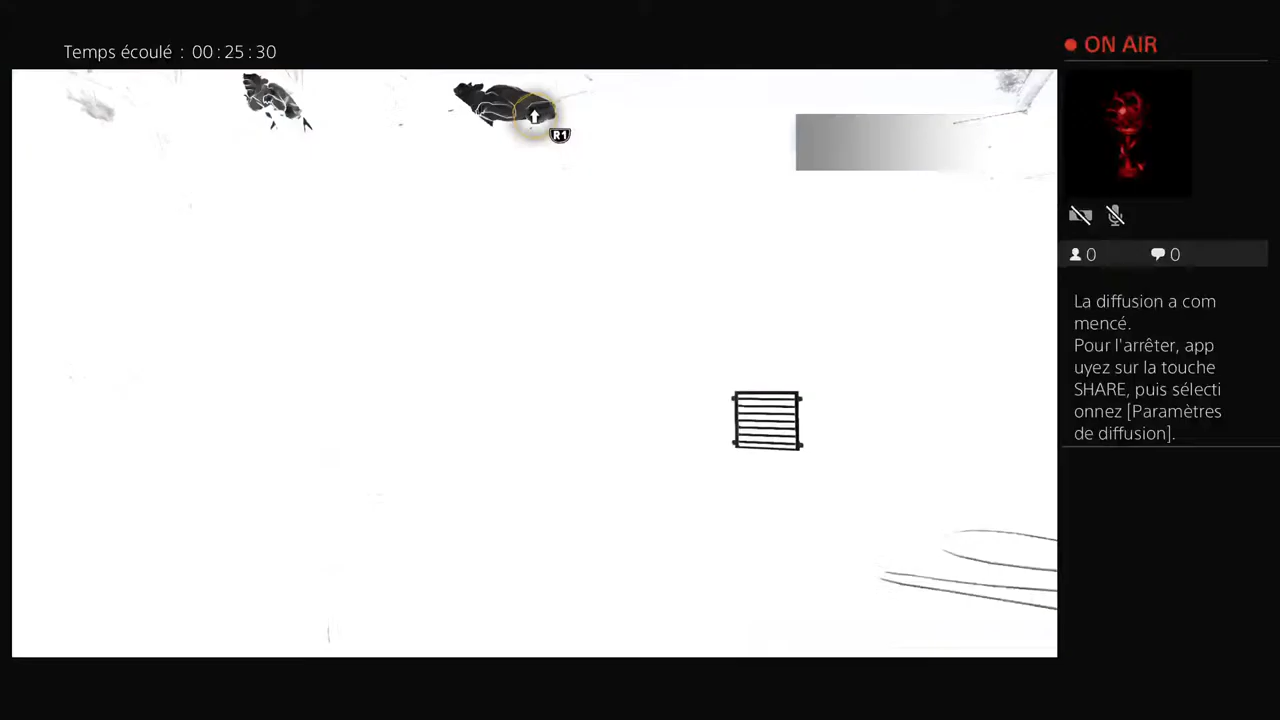 Temps écoulé : 00:25:30
ON AIR
R1
0 0
La diffusion a com
mencé.
Pour l'arrêter, app
uyez sur la touche
SHARE, puis sélecti
onnez [Paramètres
de diffusion].